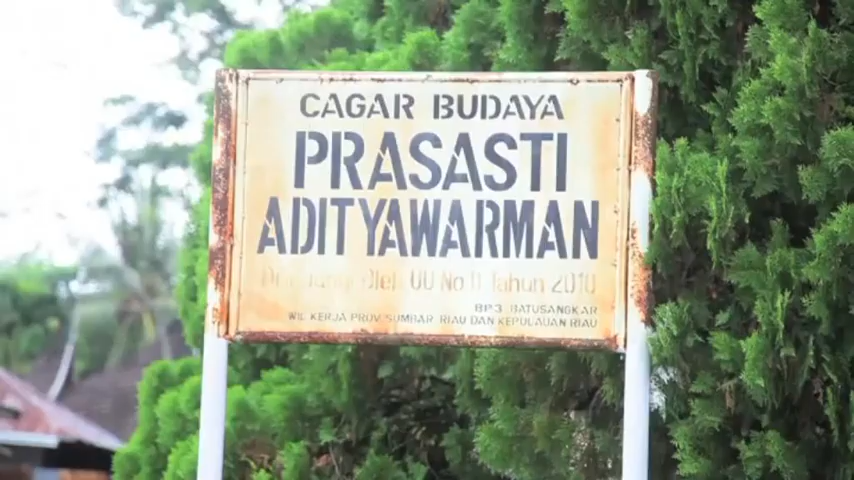 CAGAR BUDAYA
PRASASTI
ADITYAWARMAN
Oleh UU No 11 Tahun 2010
BP3 BATUSANGKAR
WIL KERJA PROV. SUMBAR RIAU DAN KEPULAUAN RIAU